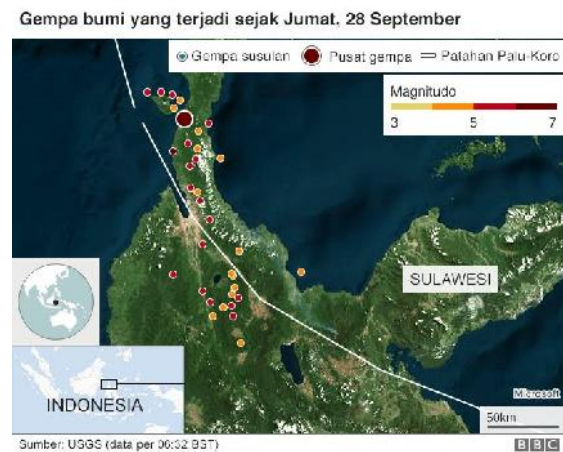 Gempa bumi yang terjadi sejak Jumat, 28 September
Gempa susulan Pusat gempa Patahan Palu-Koro
Magnitudo
3 5 7
SULAWESI
INDONESIA
Microsoft
50km
Sumber: USGS (data per 06:32 BST)
BBC